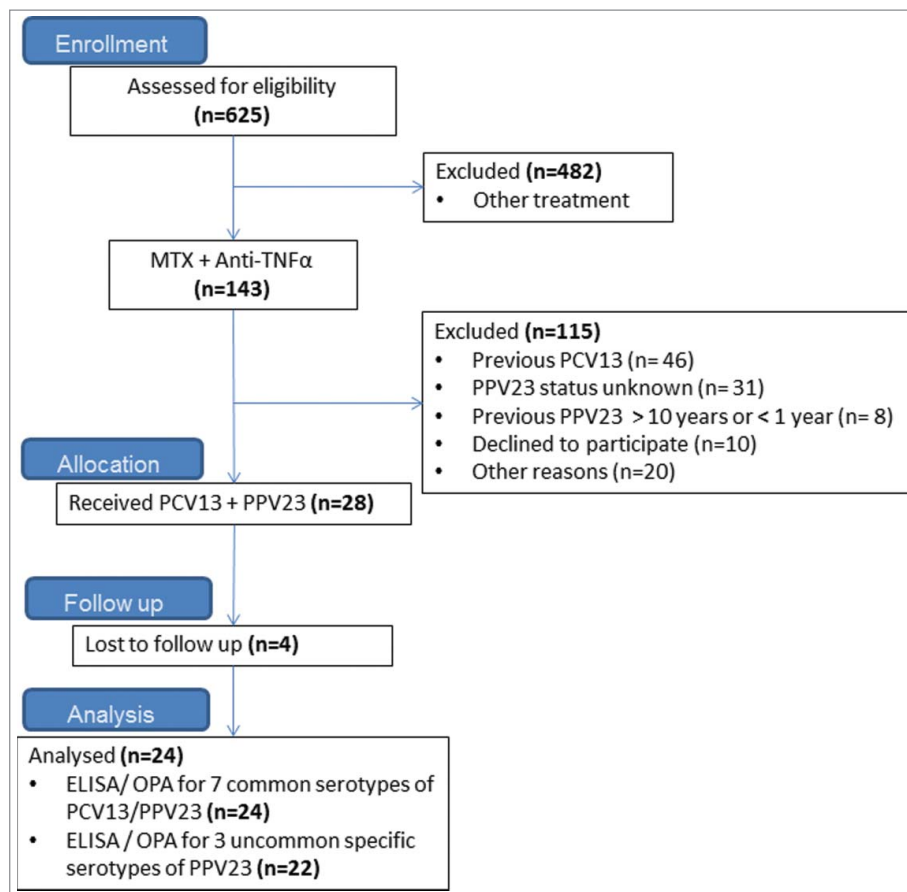 Enrollment
Assessed for eligibility
(n=625)
Excluded (n=482)
• Other treatment
MTX + Anti-TNFα
(n=143)
Excluded (n=115)
• Previous PCV13 (n= 46)
• PPV23 status unknown (n= 31)
• Previous PPV23 > 10 years or < 1 year (n= 8)
• Declined to participate (n=10)
• Other reasons (n=20)
Allocation
Received PCV13 + PPV23 (n=28)
Follow up
Lost to follow up (n=4)
Analysis
Analysed (n=24)
• ELISA/ OPA for 7 common serotypes of
PCV13/PPV23 (n=24)
• ELISA / OPA for 3 uncommon specific
serotypes of PPV23 (n=22)